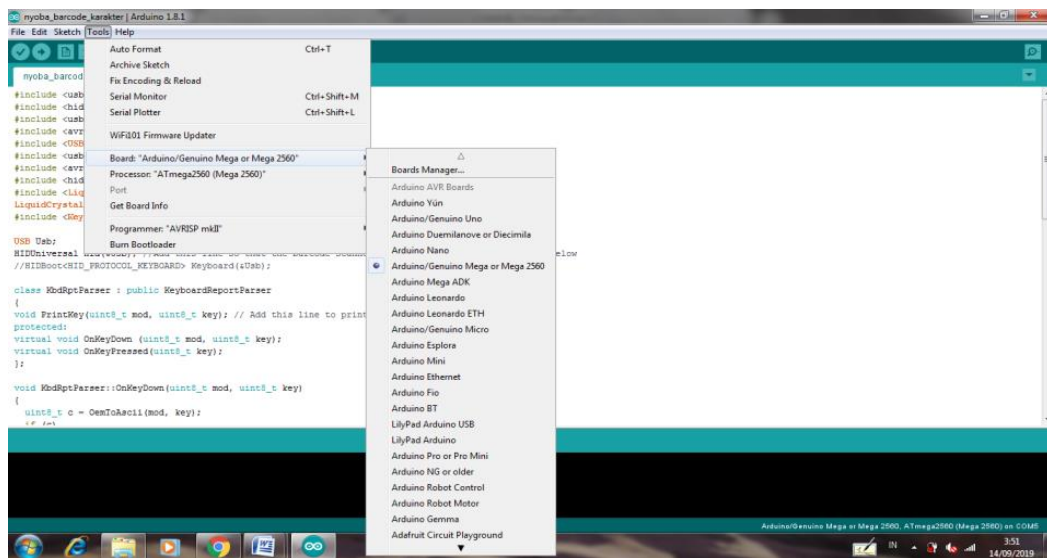 nyoba_barcode_karakter | Arduino 1.8.1
File Edit Sketch Tools Help
nyoba_barcod
Auto Format Ctrl+T
Archive Sketch
Fix Encoding & Reload
Serial Monitor Ctrl+Shift+M
Serial Plotter Ctrl+Shift+L
WiFi101 Firmware Updater
Board: "Arduino/Genuino Mega or Mega 2560"
Processor: "ATmega2560 (Mega 2560)"
Port
Get Board Info
Programmer: "AVRISP mkII"
Burn Bootloader
Boards Manager...
Arduino AVR Boards
Arduino Yún
Arduino/Genuino Uno
Arduino Duemilanove or Diecimila
Arduino Nano
Arduino/Genuino Mega or Mega 2560
Arduino Mega ADK
Arduino Leonardo
Arduino Leonardo ETH
Arduino/Genuino Micro
Arduino Esplora
Arduino Mini
Arduino Ethernet
Arduino Fio
Arduino BT
LilyPad Arduino USB
LilyPad Arduino
Arduino Pro or Pro Mini
Arduino NG or older
Arduino Robot Control
Arduino Robot Motor
Arduino Gemma
Adafruit Circuit Playground
#include <usb
#include <hid
#include <usb
#include <avr
#include <USB
#include <usb
#include <avr
#include <hid
#include <Liq
LiquidCrystal
#include <Key
USB Usb;
//HIDBoot<HID_PROTOCOL_KEYBOARD> Keyboard(&Usb);
class KbdRptParser : public KeyboardReportParser
{
void PrintKey(uint8_t mod, uint8_t key); // Add this line to print
protected:
virtual void OnKeyDown (uint8_t mod, uint8_t key);
virtual void OnKeyPressed(uint8_t key);
};
void KbdRptParser::OnKeyDown(uint8_t mod, uint8_t key)
{
uint8_t c = OemToAscii(mod, key);
if (c)
Arduino/Genuino Mega or Mega 2560, ATmega2560 (Mega 2560) on COM5
IN
3:51
14/09/2019